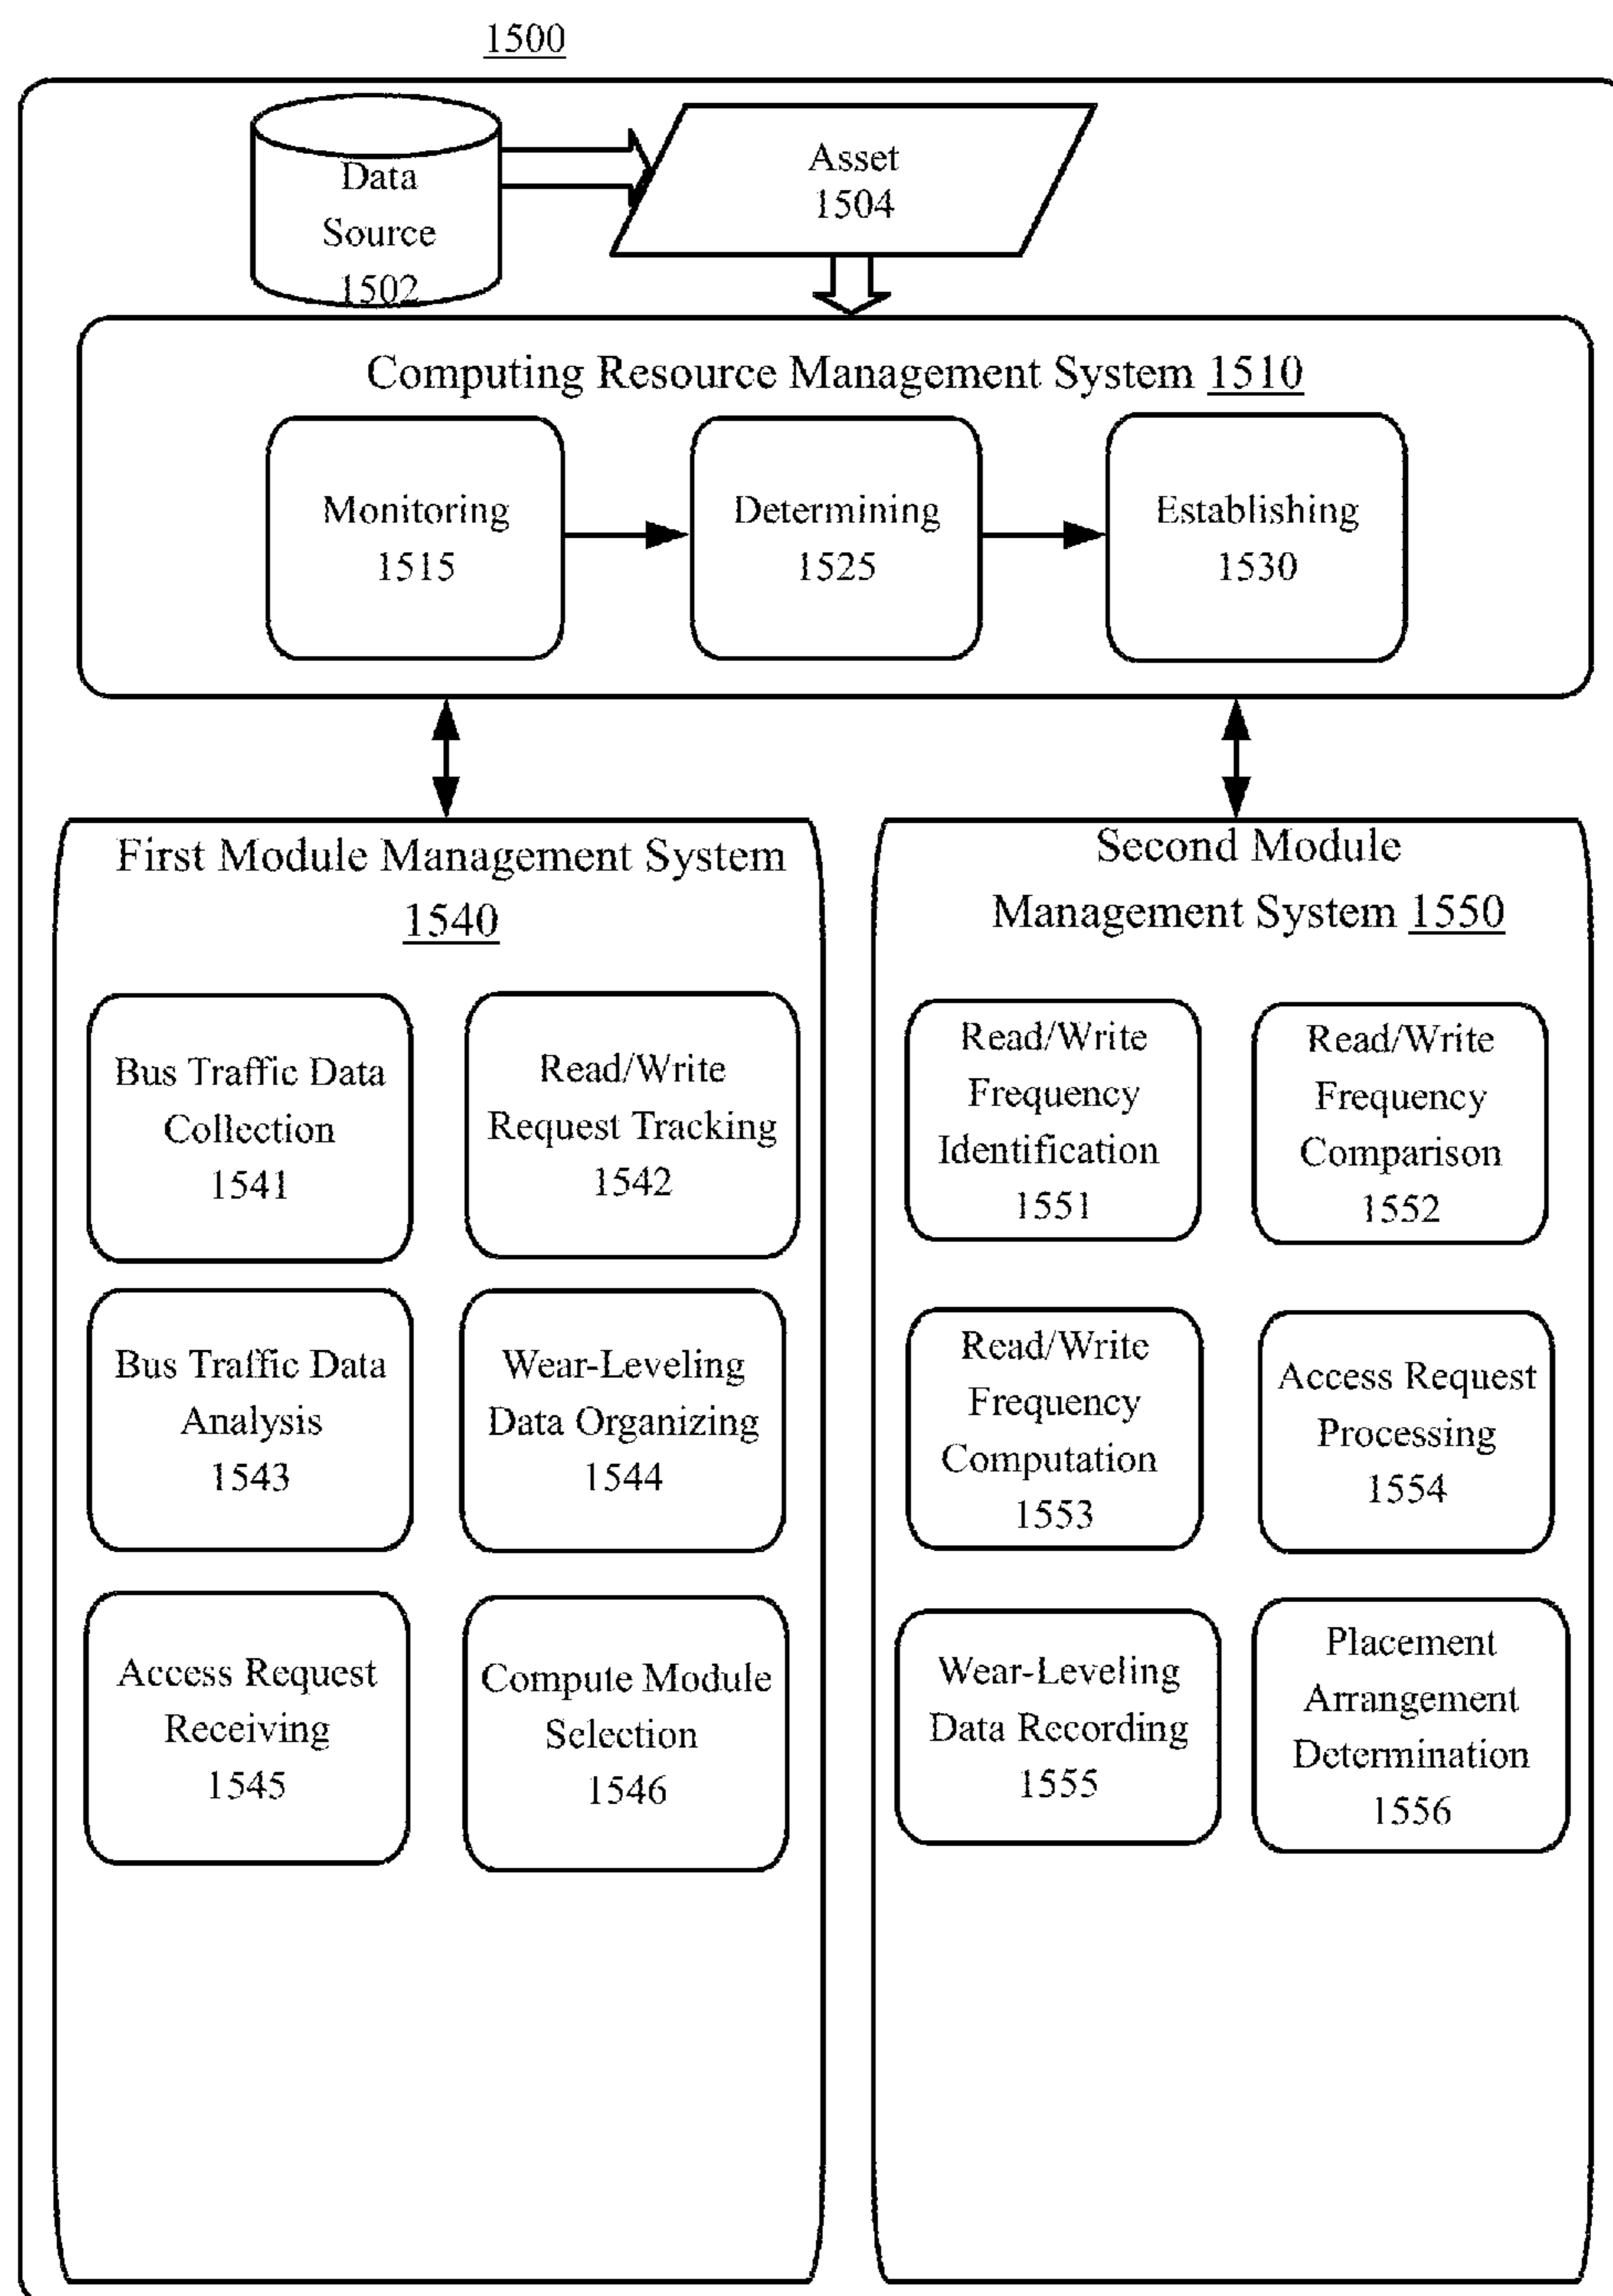 1500
Data
Source
1502
Asset
1504
Computing Resource Management System 1510
Monitoring
1515
Determining
1525
Establishing
1530
First Module Management System
1540
Bus Traffic Data
Collection
1541
Read/Write
Request Tracking
1542
Bus Traffic Data
Analysis
1543
Wear-Leveling
Data Organizing
1544
Access Request
Receiving
1545
Compute Module
Selection
1546
Second Module
Management System 1550
Read/Write
Frequency
Identification
1551
Read/Write
Frequency
Comparison
1552
Read/Write
Frequency
Computation
1553
Access Request
Processing
1554
Wear-Leveling
Data Recording
1555
Placement
Arrangement
Determination
1556